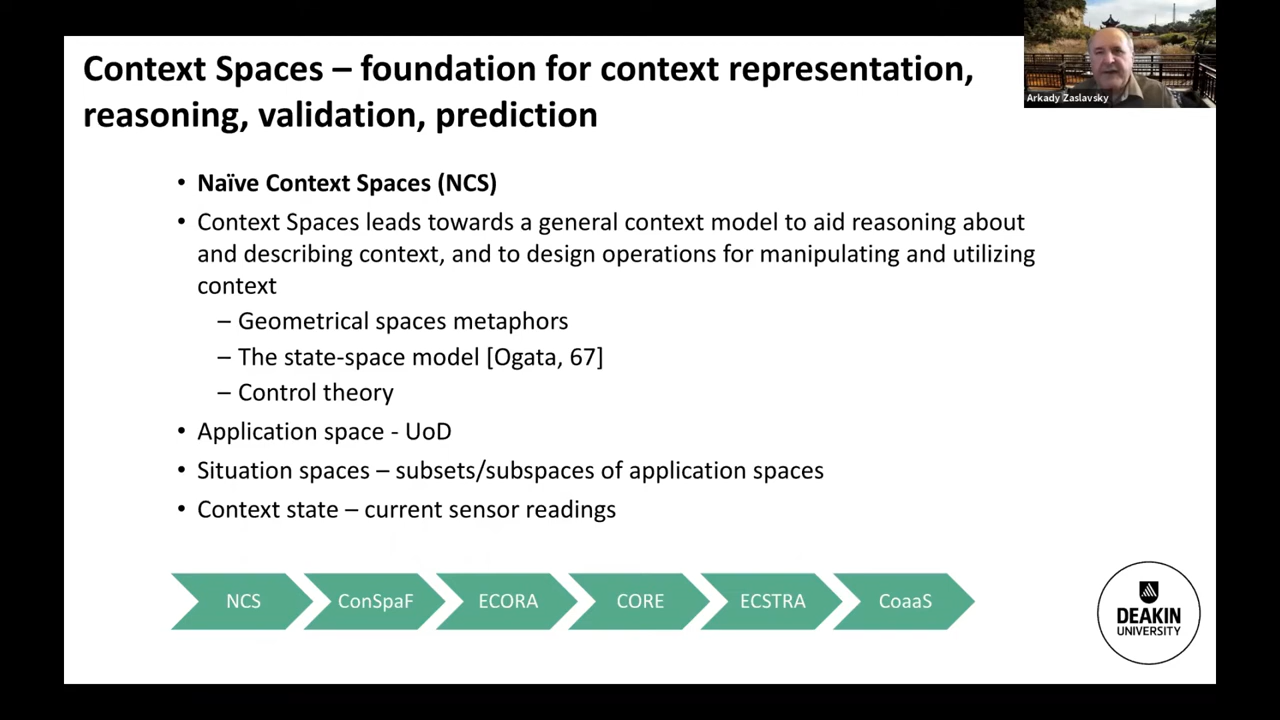 Context Spaces – foundation for context representation,
reasoning, validation, prediction
Arkady Zaslavsky
• Naïve Context Spaces (NCS)
• Context Spaces leads towards a general context model to aid reasoning about
and describing context, and to design operations for manipulating and utilizing
context
– Geometrical spaces metaphors
– The state-space model [Ogata, 67]
– Control theory
• Application space - UoD
• Situation spaces – subsets/subspaces of application spaces
• Context state – current sensor readings
NCS ConSpaF ECORA CORE ECSTRA CoaaS
DEAKIN
UNIVERSITY